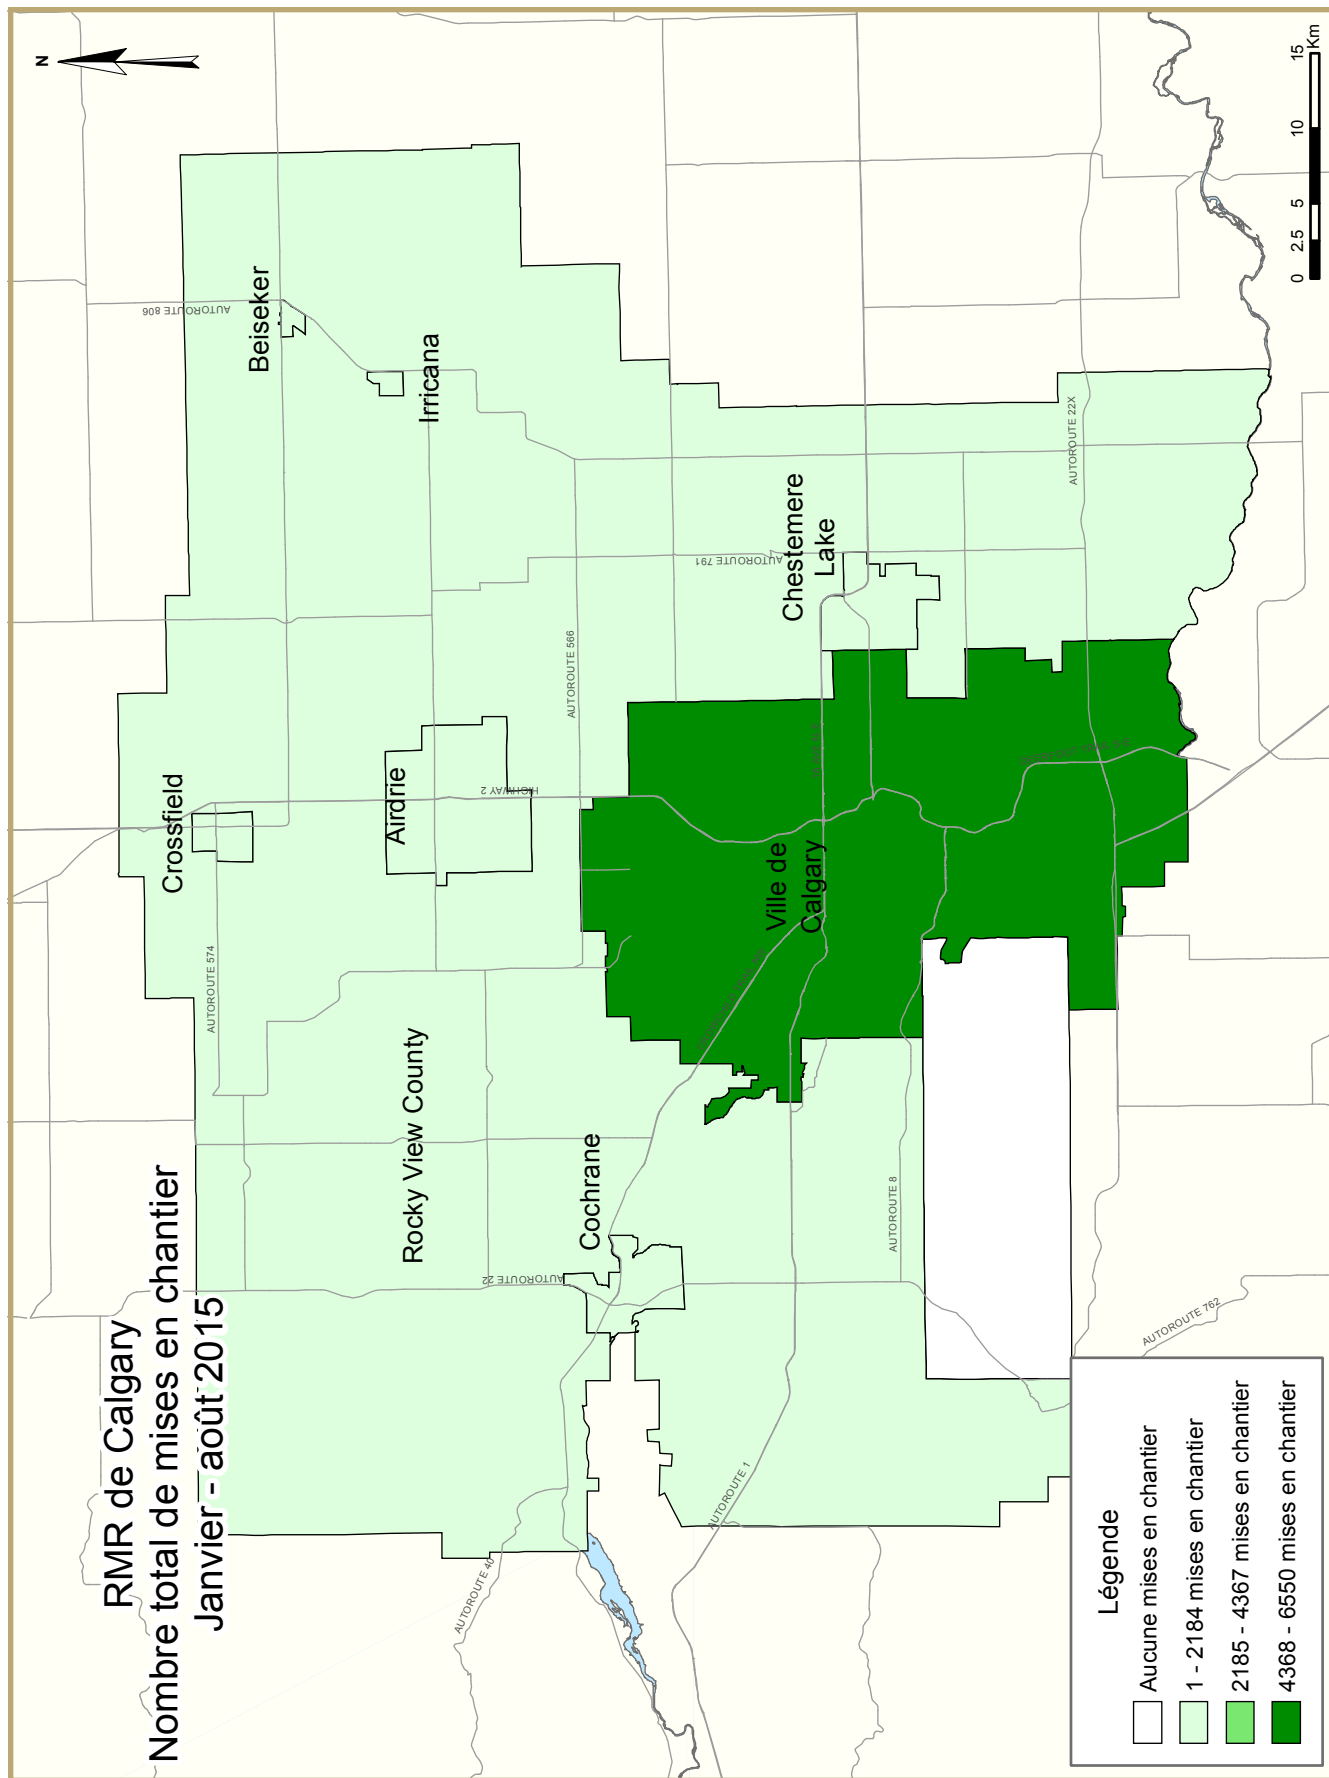 RMR de Calgary
Nombre total de mises en chantier
Janvier - août 2015
N
Crossfield
Beiseker
Irricana
Airdrie
Rocky View County
Cochrane
Chestemere
Lake
Ville de
Calgary
AUTOROUTE 574
AUTOROUTE 806
HIGHWAY 2
AUTOROUTE 566
AUTOROUTE 791
AUTOROUTE 22
AUTOROUTE 40
AUTOROUTE 1
AUTOROUTE 8
AUTOROUTE 22X
AUTOROUTE 762
Légende
Aucune mises en chantier
1 - 2184 mises en chantier
2185 - 4367 mises en chantier
4368 - 6550 mises en chantier
0 2.5 5 10 15
Km